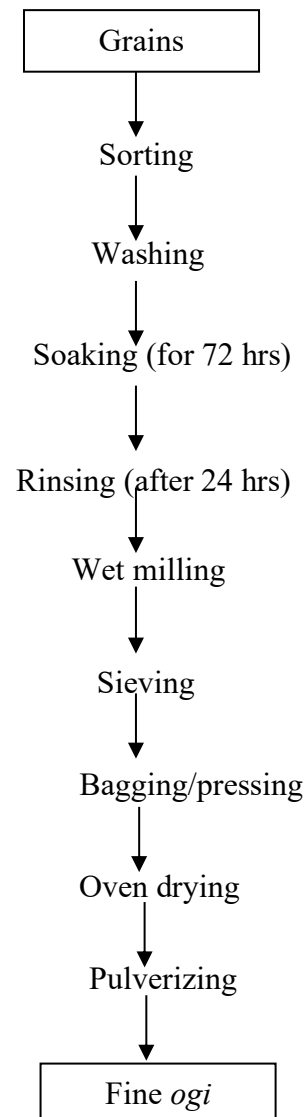 Grains
Sorting
Washing
Soaking (for 72 hrs)
Rinsing (after 24 hrs)
Wet milling
Sieving
Bagging/pressing
Oven drying
Pulverizing
Fine ogi